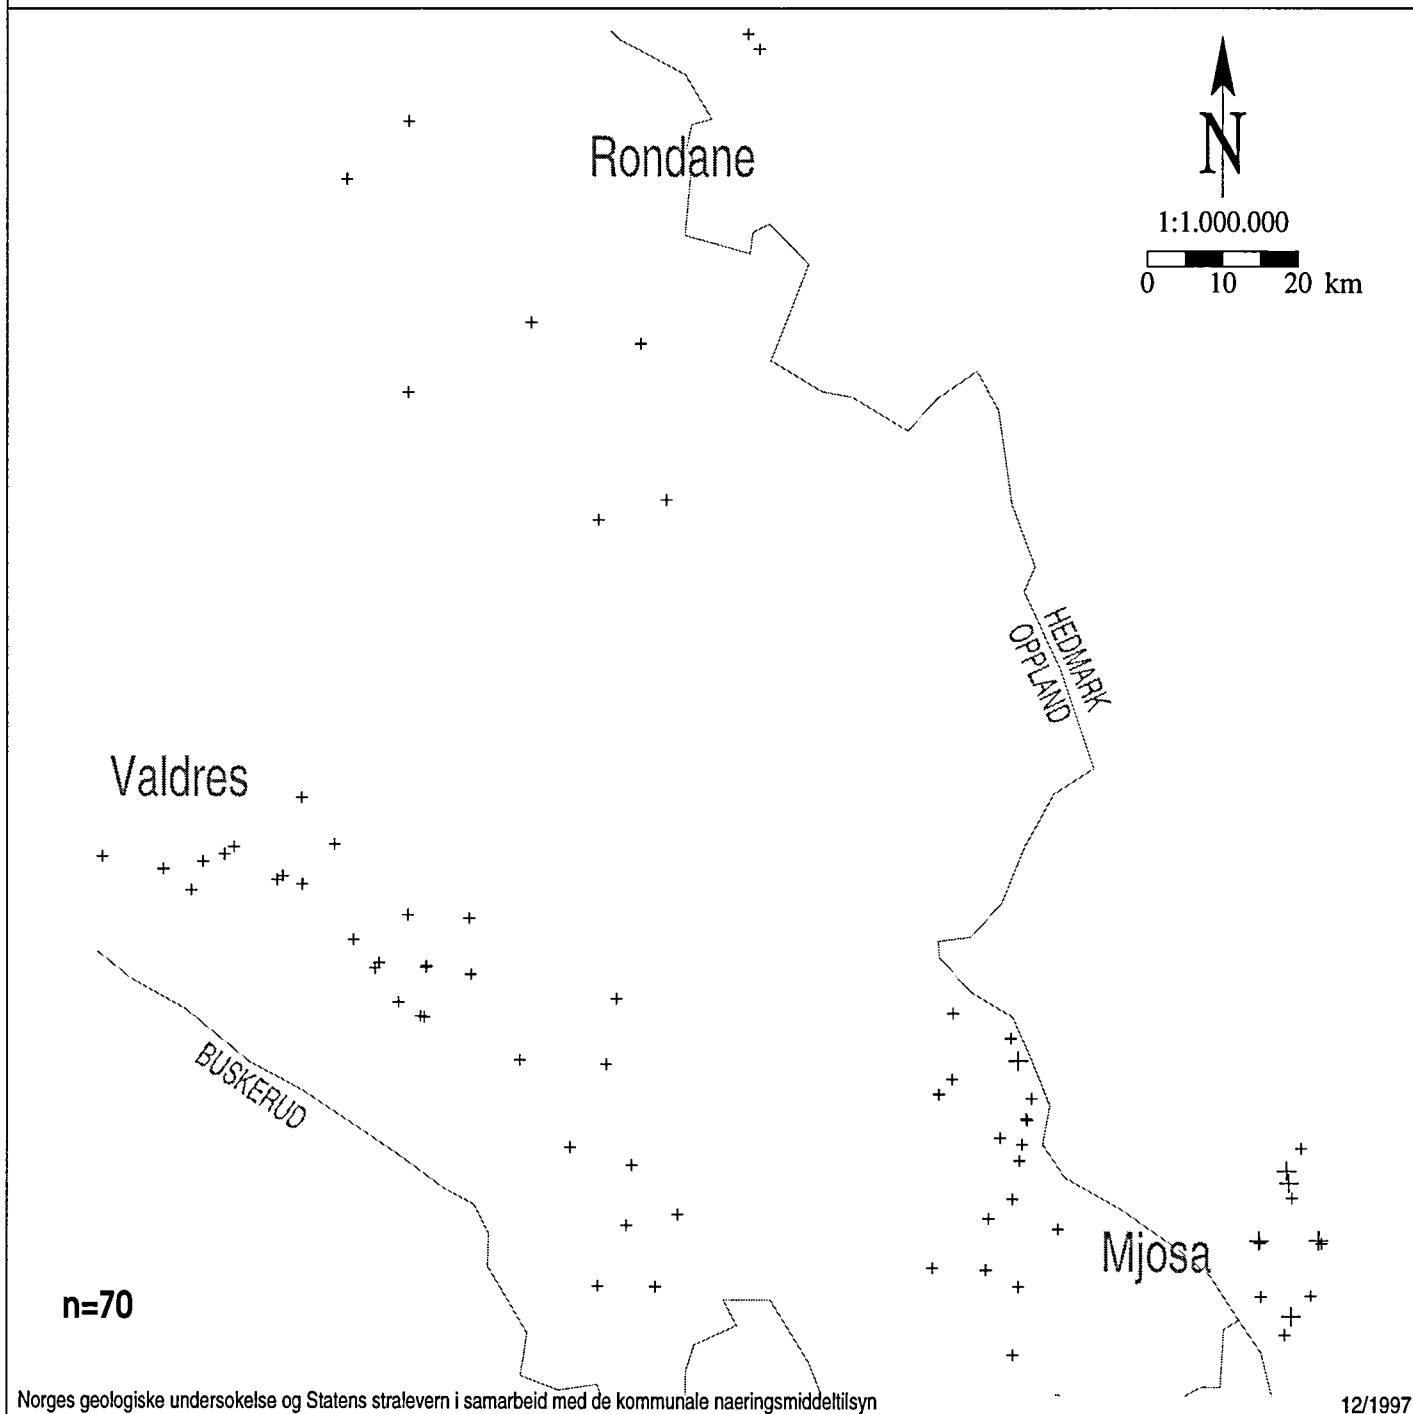 Rondane
N
1:1.000.000
0 10 20 km
HEDMARK
OPPLAND
Valdres
BUSKERUD
Mjosa
n=70
Norges geologiske undersokelse og Statens stralevern i samarbeid med de kommunale naeringsmiddeltilsyn
12/1997